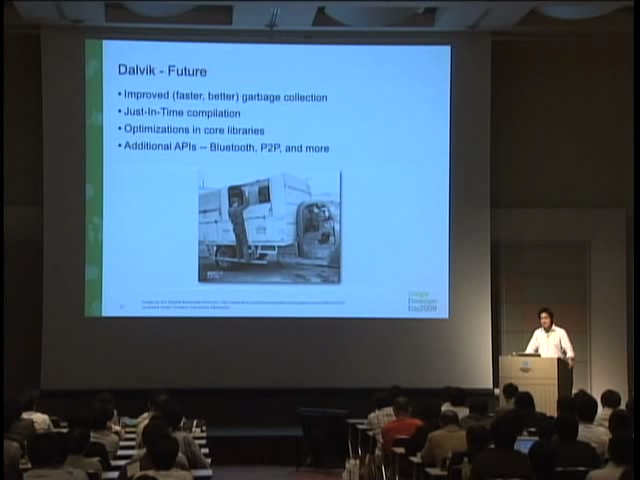 Dalvik - Future
• Improved (faster, better) garbage collection
• Just-In-Time compilation
• Optimizations in core libraries
• Additional APIs -- Bluetooth, P2P, and more
Google
Developer
Day2009